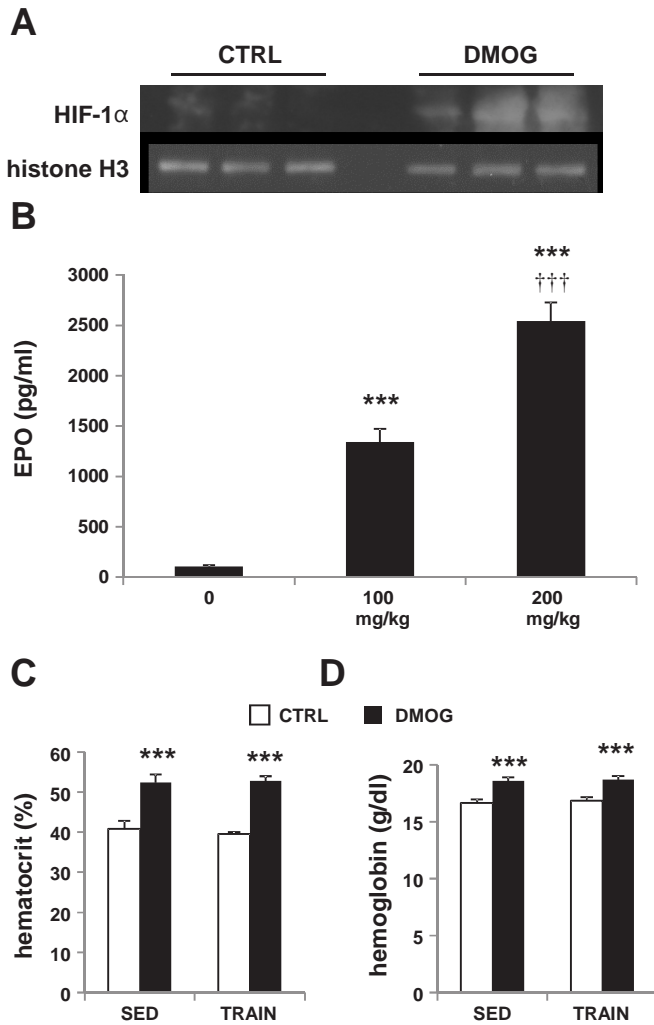 A
CTRL DMOG
HIF-1α
histone H3
B
EPO (pg/ml)
3000
2500
2000
1500
1000
500
0
***
***
†††
0 100 200
mg/kg mg/kg
C D
CTRL DMOG
hematocrit (%)
60
50
40
30
20
10
0
*** ***
SED TRAIN
hemoglobin (g/dl)
20
15
10
5
0
*** ***
SED TRAIN